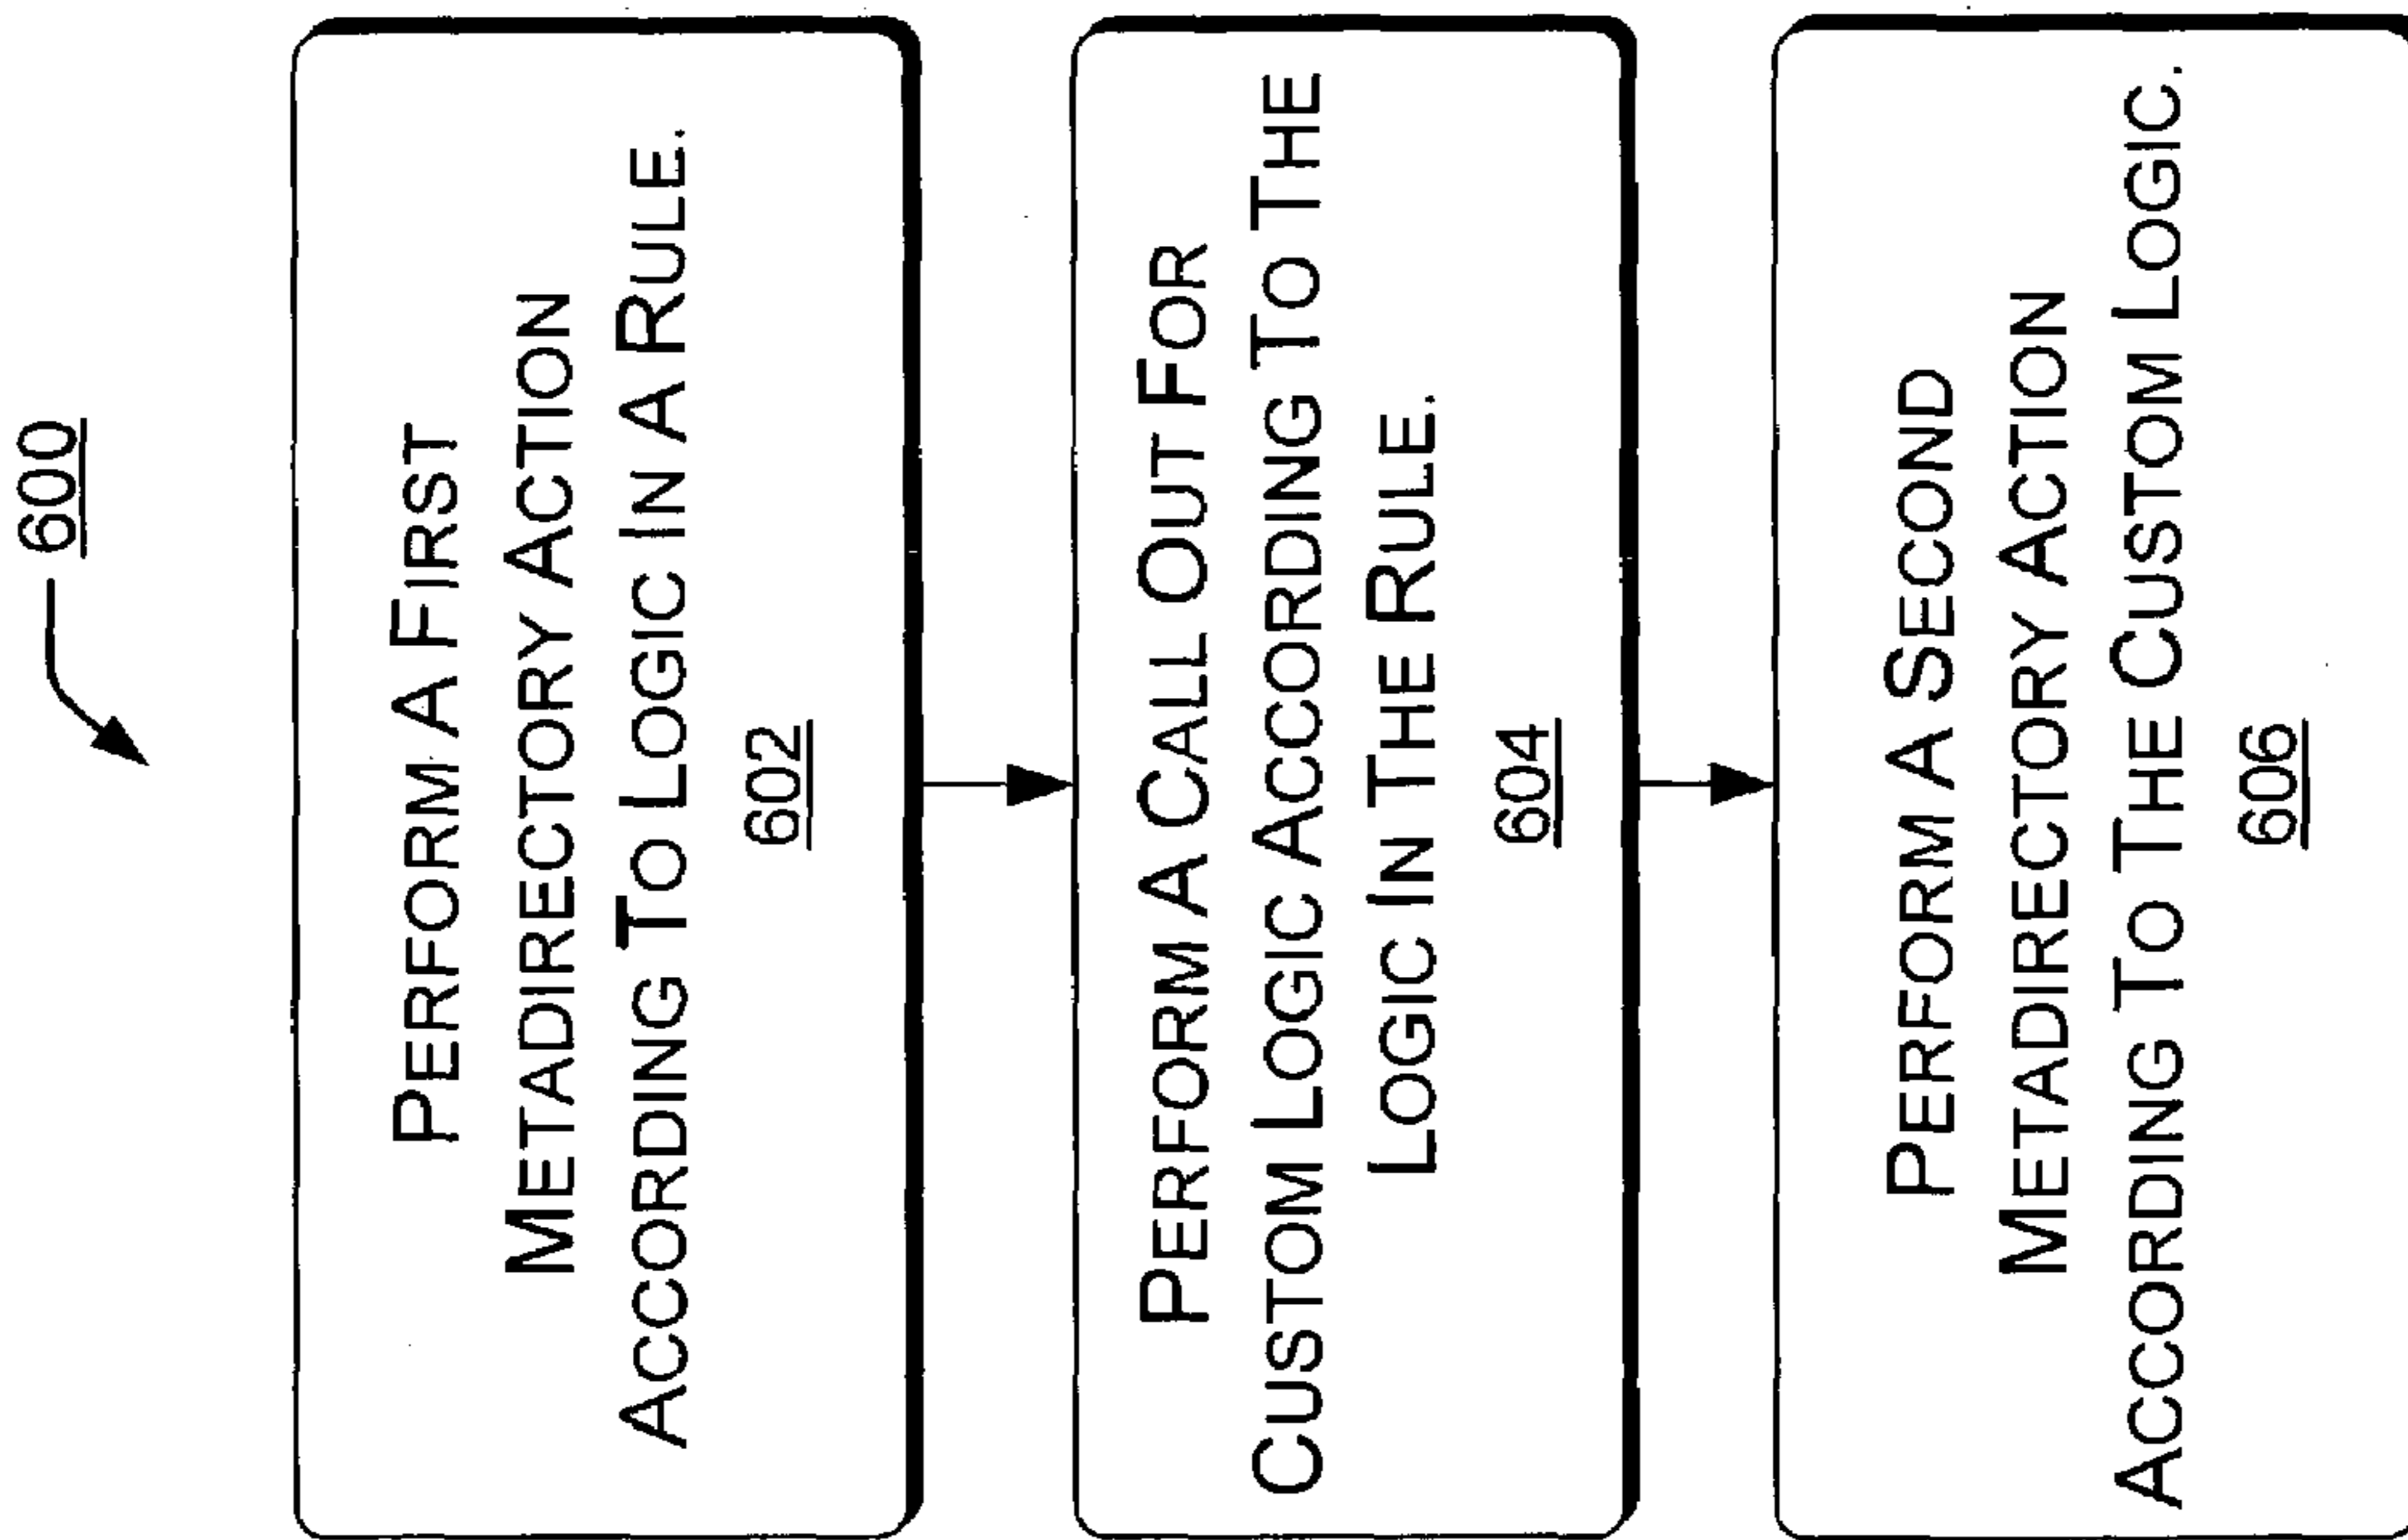 600
PERFORM A FIRST
METADIRECTORY ACTION
ACCORDING TO LOGIC IN A RULE.
602
PERFORM A CALL OUT FOR
CUSTOM LOGIC ACCORDING TO THE
LOGIC IN THE RULE.
604
PERFORM A SECOND
METADIRECTORY ACTION
ACCORDING TO THE CUSTOM LOGIC.
606